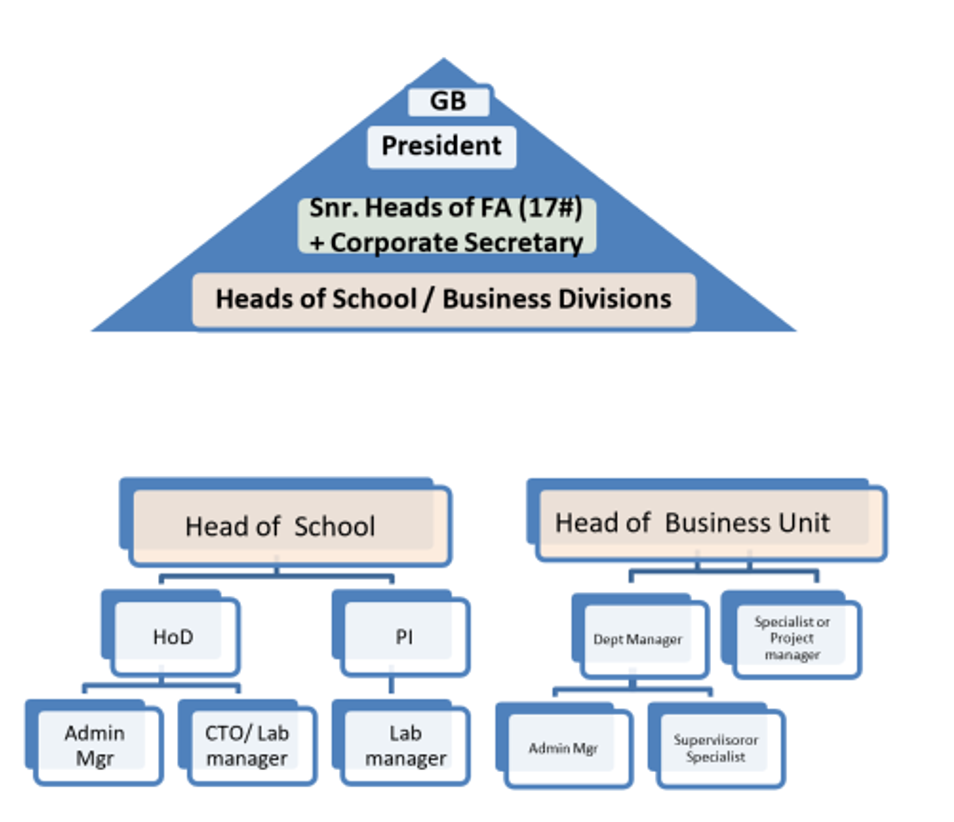 GB
President
Snr. Heads of FA (17#)
+ Corporate Secretary
Heads of School / Business Divisions
Head of School
Head of Business Unit
HoD
PI
Dept Manager
Specialist or
Project
manager
Admin
Mgr
CTO/ Lab
manager
Lab
manager
Admin Mgr
Superviisoror
Specialist